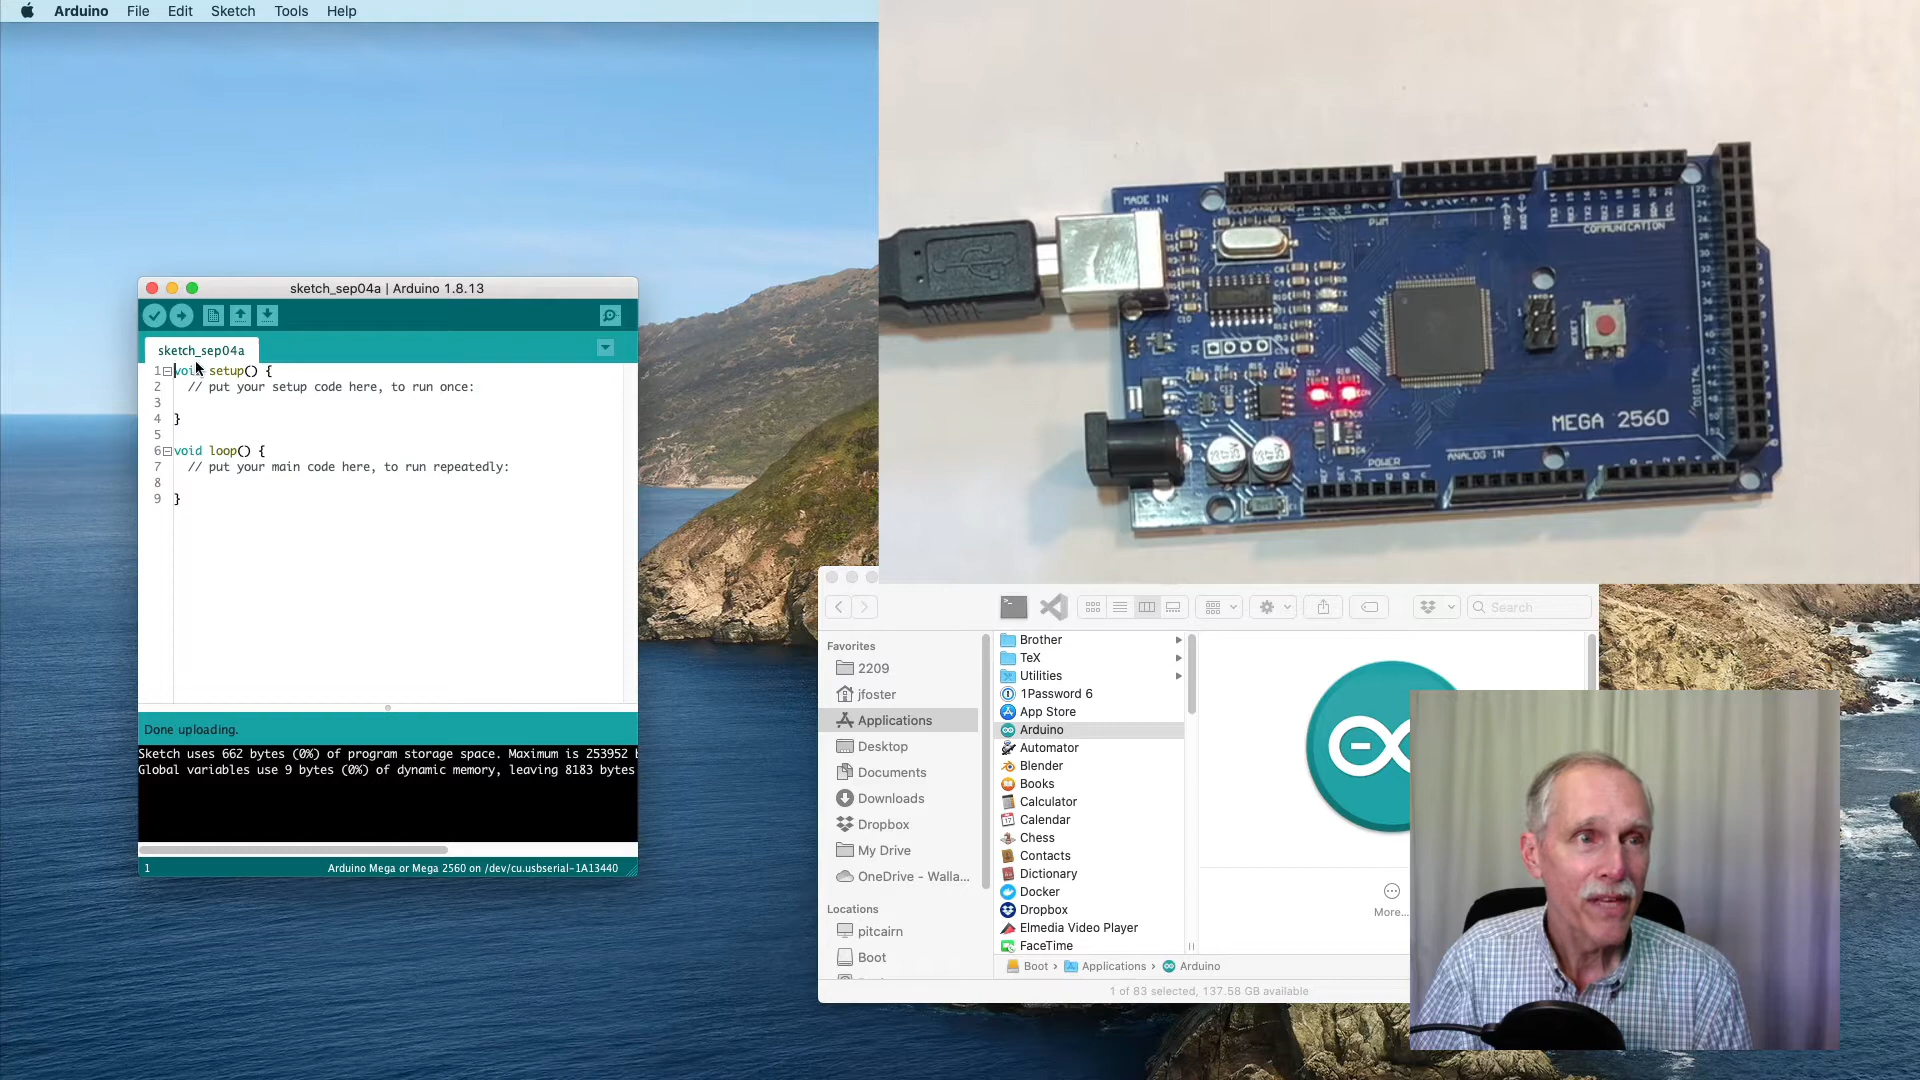 Arduino File Edit Sketch Tools Help
sketch_sep04a | Arduino 1.8.13
sketch_sep04a
1 void setup() {
2 // put your setup code here, to run once:
3
4 }
5
6 void loop() {
7 // put your main code here, to run repeatedly:
8
9 }
Done uploading.
Sketch uses 662 bytes (0%) of program storage space. Maximum is 253952 b
Global variables use 9 bytes (0%) of dynamic memory, leaving 8183 bytes
1 Arduino Mega or Mega 2560 on /dev/cu.usbserial-1A13440
MADE IN
PWM
COMMUNICATION
RESET
DIGITAL
MEGA 2560
POWER
ANALOG IN
Search
Favorites
2209
jfoster
Applications
Desktop
Documents
Downloads
Dropbox
My Drive
OneDrive - Walla...
Locations
pitcairn
Boot
Brother
TeX
Utilities
1Password 6
App Store
Arduino
Automator
Blender
Books
Calculator
Calendar
Chess
Contacts
Dictionary
Docker
Dropbox
Elmedia Video Player
FaceTime
More...
Boot › Applications › Arduino
1 of 83 selected, 137.58 GB available